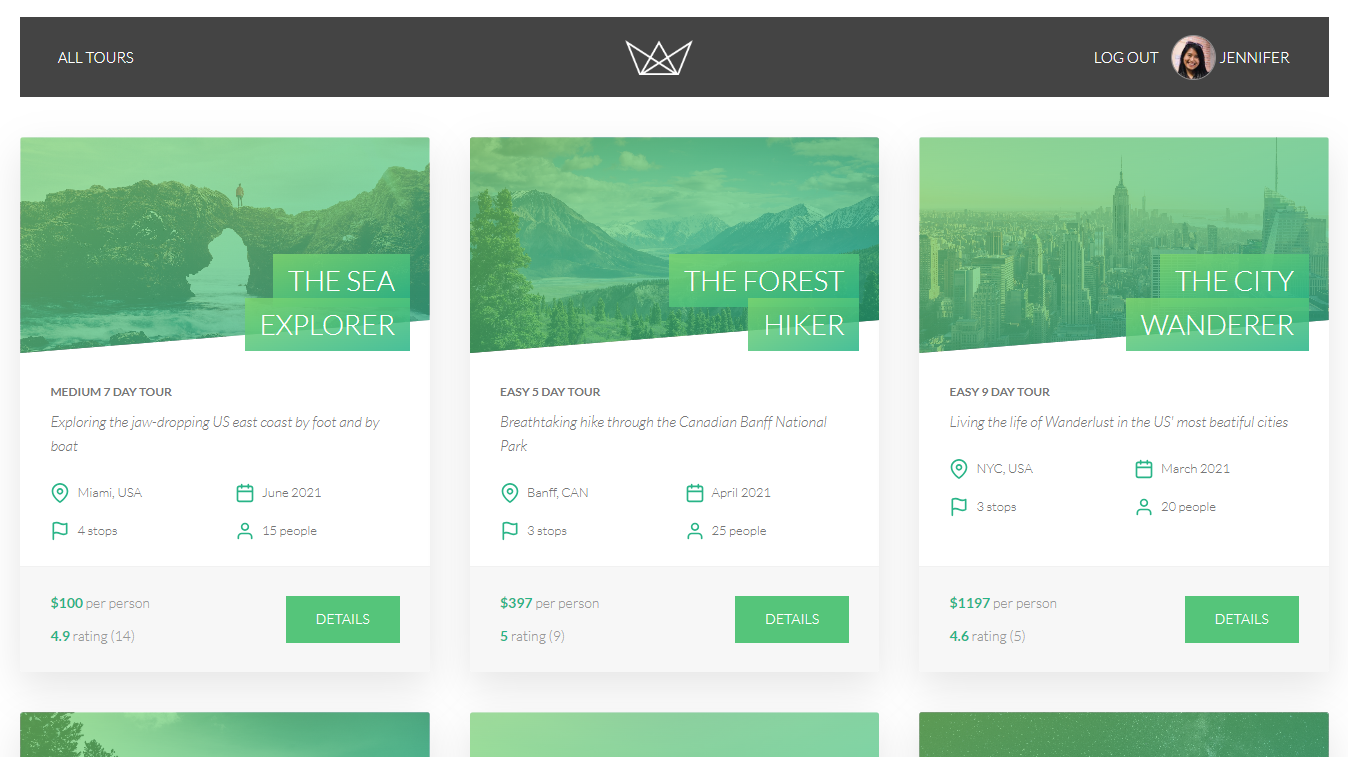 ALL TOURS
LOG OUT JENNIFER
THE SEA
EXPLORER
MEDIUM 7 DAY TOUR
Exploring the jaw-dropping US east coast by foot and by
boat
Miami, USA
June 2021
4 stops
15 people
$100 per person
4.9 rating (14)
DETAILS
THE FOREST
HIKER
EASY 5 DAY TOUR
Breathtaking hike through the Canadian Banff National
Park
Banff, CAN
April 2021
3 stops
25 people
$397 per person
5 rating (9)
DETAILS
THE CITY
WANDERER
EASY 9 DAY TOUR
Living the life of Wanderlust in the US' most beatiful cities
NYC, USA
March 2021
3 stops
20 people
$1197 per person
4.6 rating (5)
DETAILS